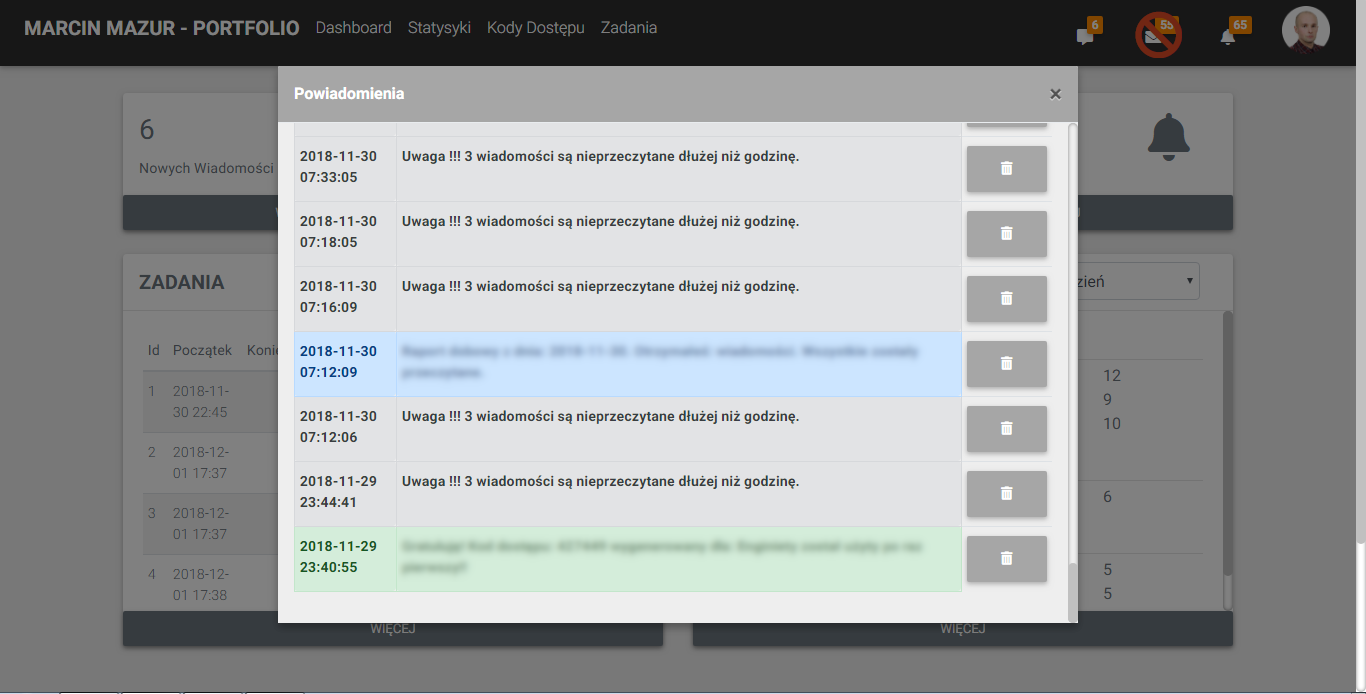 MARCIN MAZUR - PORTFOLIO Dashboard Statysyki Kody Dostępu Zadania 6 55 65
Powiadomienia ×
6
Nowych Wiadomości
2018-11-30 Uwaga !!! 3 wiadomości są nieprzeczytane dłużej niż godzinę.
07:33:05
2018-11-30 Uwaga !!! 3 wiadomości są nieprzeczytane dłużej niż godzinę.
07:18:05
2018-11-30 Uwaga !!! 3 wiadomości są nieprzeczytane dłużej niż godzinę.
07:16:09
2018-11-30
07:12:09
2018-11-30 Uwaga !!! 3 wiadomości są nieprzeczytane dłużej niż godzinę.
07:12:06
2018-11-29 Uwaga !!! 3 wiadomości są nieprzeczytane dłużej niż godzinę.
23:44:41
2018-11-29
23:40:55
ZADANIA
Id Początek
1 2018-11-
30 22:45
2 2018-12-
01 17:37
3 2018-12-
01 17:37
4 2018-12-
01 17:38
WIĘCEJ
zień
12
9
10
6
5
5
WIĘCEJ